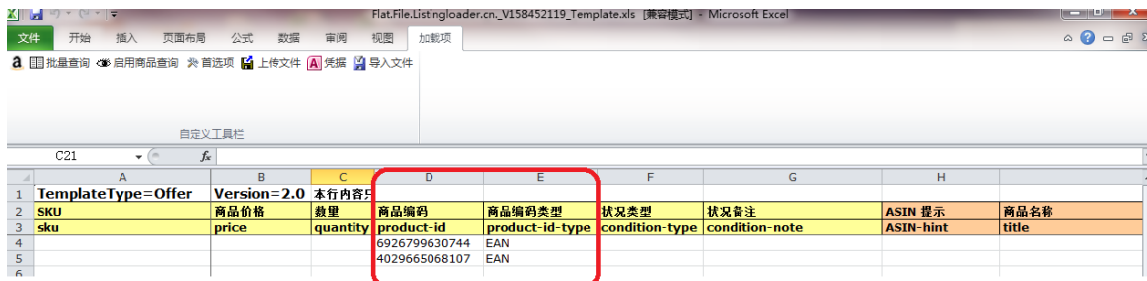 Flat.File.Listingloader.cn._V158452119_Template.xls [兼容模式] - Microsoft Excel
文件 开始 插入 页面布局 公式 数据 审阅 视图 加载项
a 批量查询 启用商品查询 首选项 上传文件 A 凭据 导入文件
自定义工具栏
C21 fx
A B C D E F G H
1 TemplateType=Offer Version=2.0 本行内容只
2 SKU 商品价格 数量 商品编码 商品编码类型 状况类型 状况备注 ASIN 提示 商品名称
3 sku price quantity product-id product-id-type condition-type condition-note ASIN-hint title
4 6926799630744 EAN
5 4029665068107 EAN
6